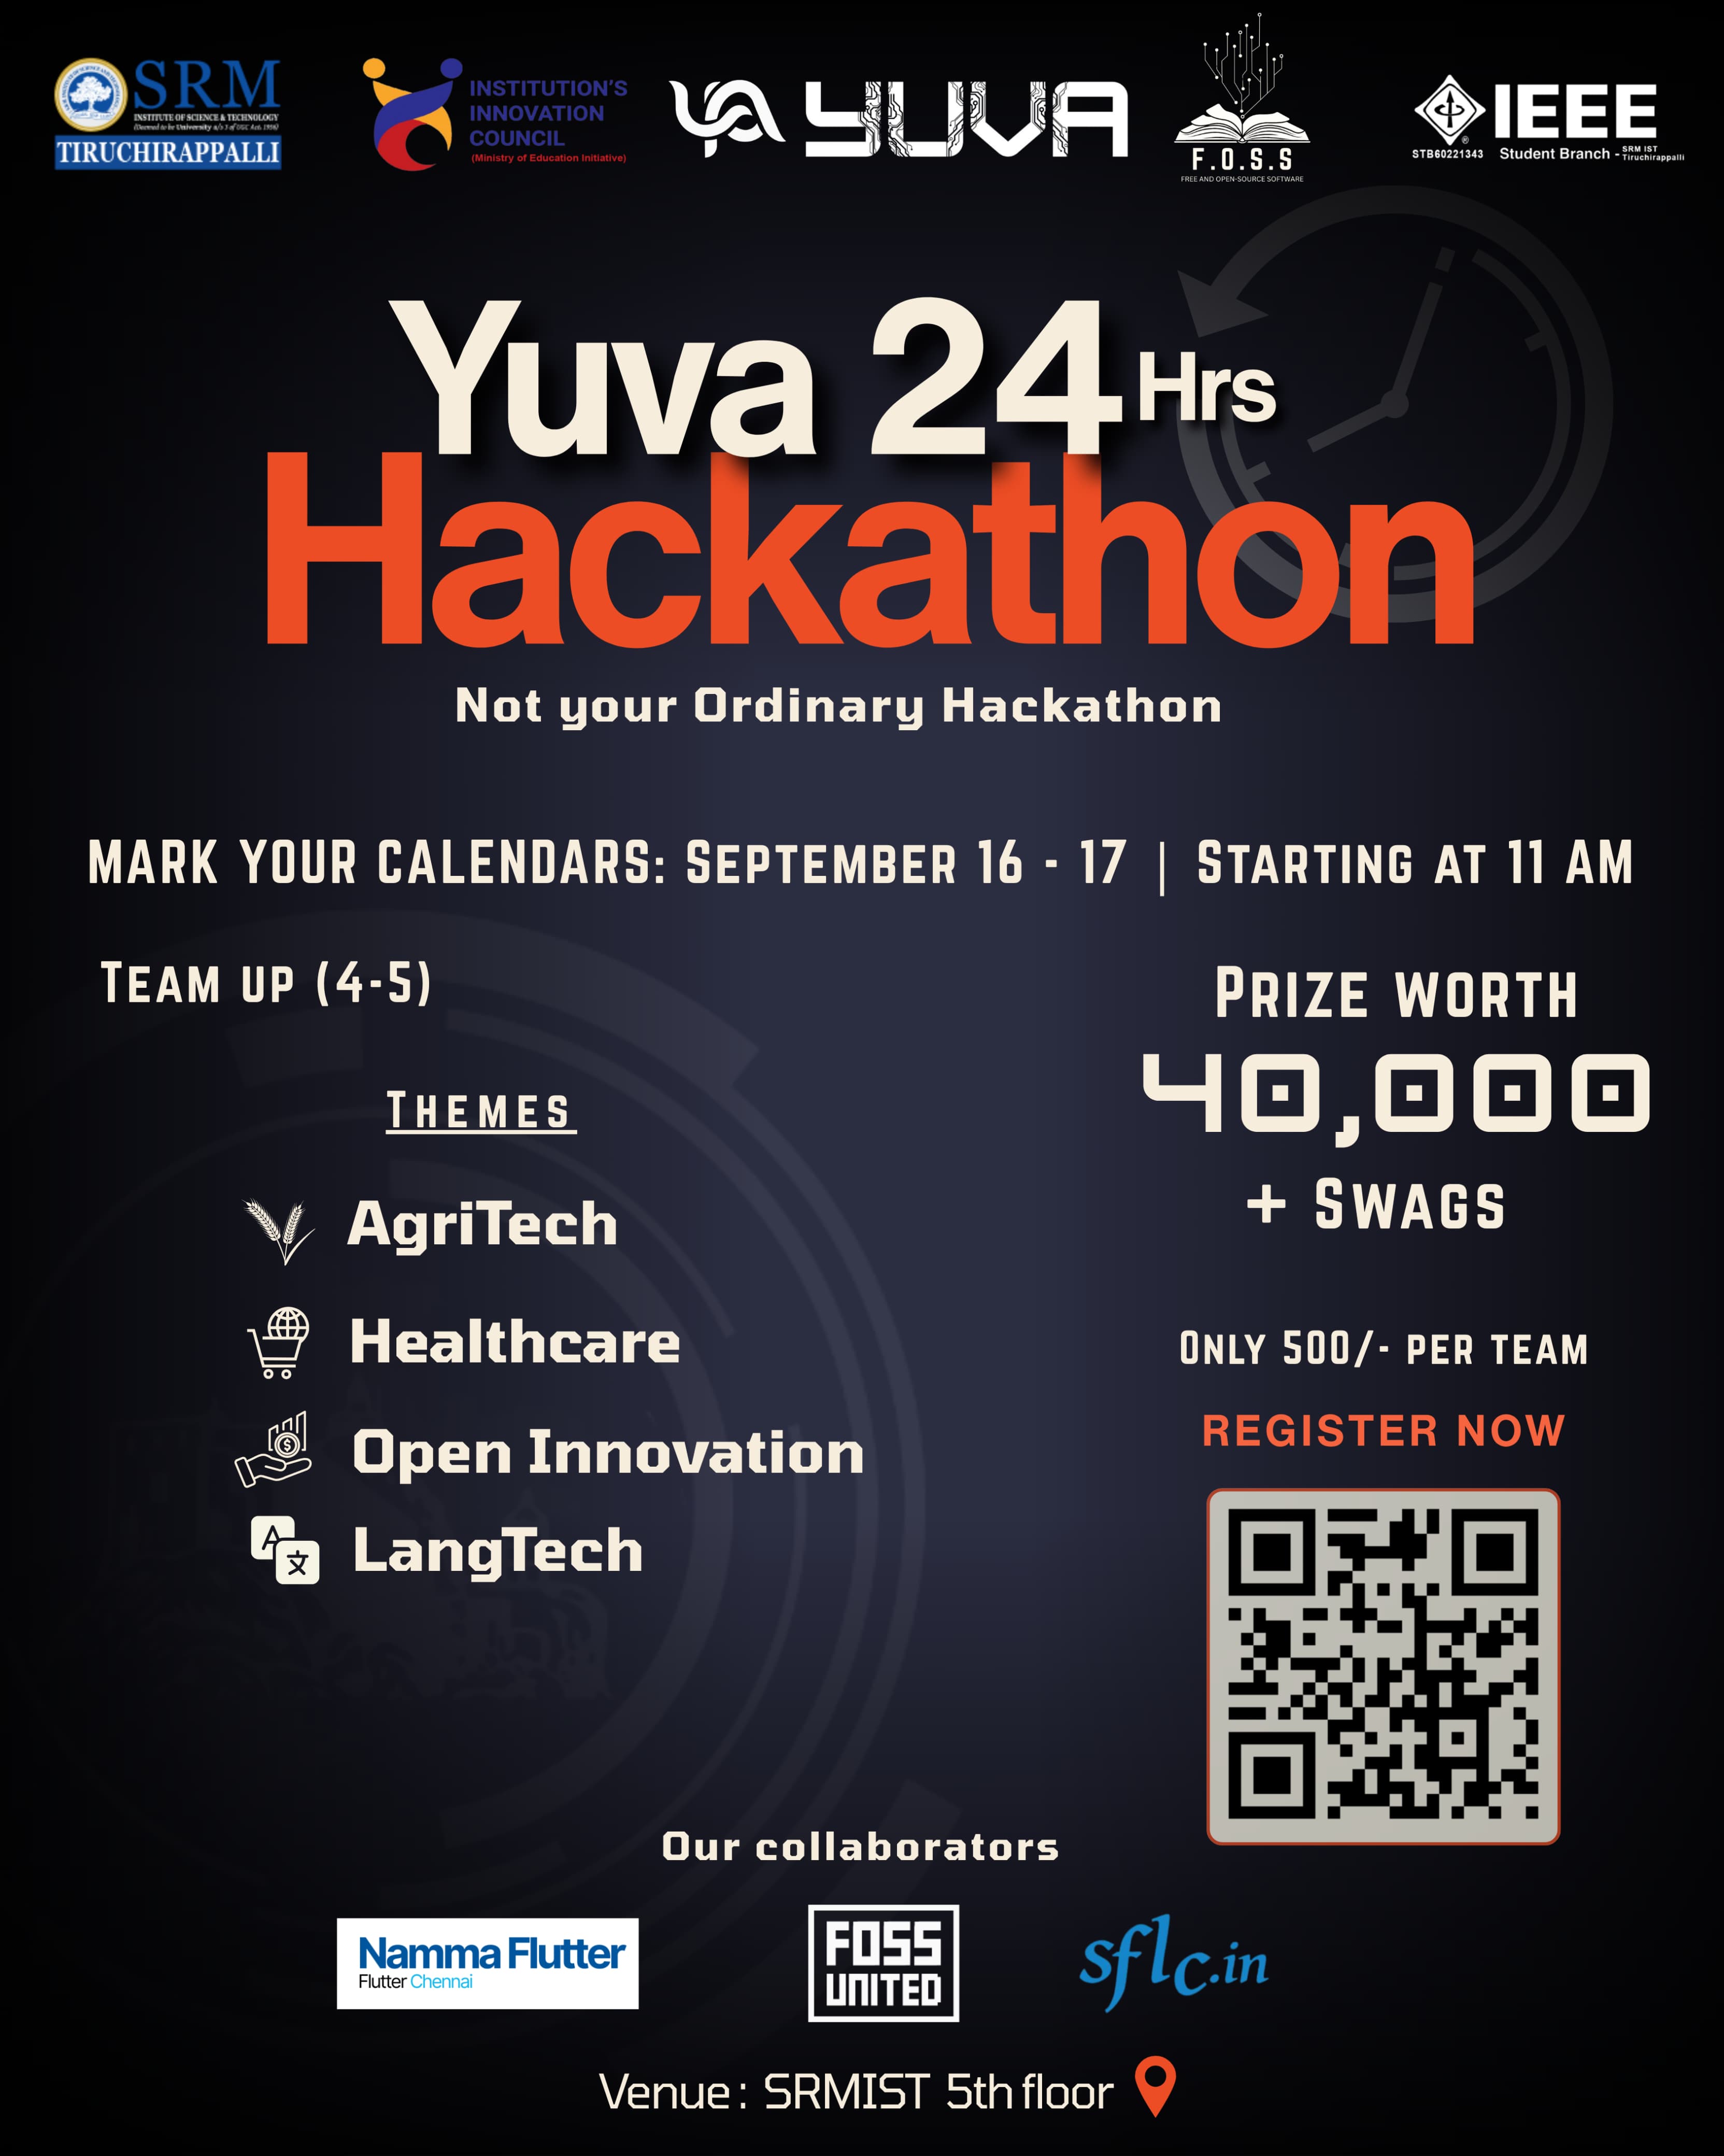 SRM
INSTITUTE OF SCIENCE & TECHNOLOGY
(Deemed to be University u/s 3 of UGC Act, 1956)
TIRUCHIRAPPALLI
INSTITUTION'S
INNOVATION
COUNCIL
(Ministry of Education Initiative)
YUVA
F.O.S.S
FREE AND OPEN-SOURCE SOFTWARE
IEEE
STB60221343 Student Branch - SRM IST Tiruchirappalli
Yuva 24 Hrs
Hackathon
Not your Ordinary Hackathon
MARK YOUR CALENDARS: SEPTEMBER 16 - 17 | STARTING AT 11 AM
TEAM UP (4-5)
PRIZE WORTH
40,000
+ SWAGS
THEMES
AgriTech
Healthcare
Open Innovation
A 文 LangTech
ONLY 500/- PER TEAM
REGISTER NOW
Our collaborators
Namma Flutter
Flutter Chennai
FOSS
UNITED
sflc.in
Venue : SRMIST 5th floor